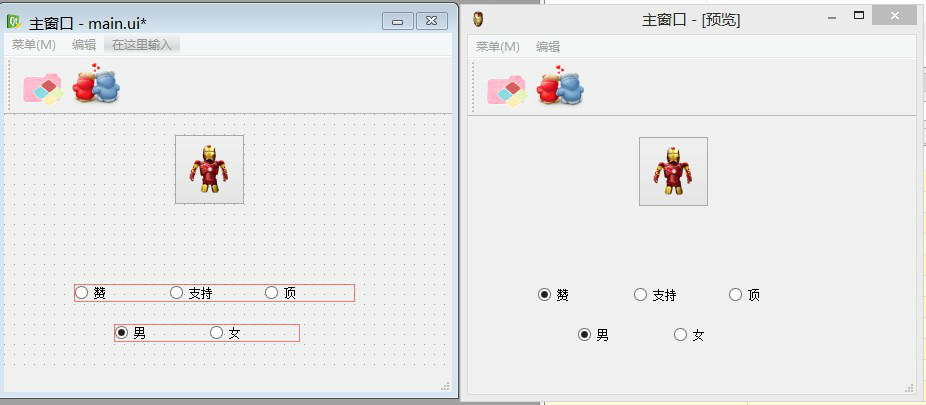 主窗口 - main.ui*
菜单(M) 编辑 在这里输入
赞 支持 顶
男 女
主窗口 - [预览]
菜单(M) 编辑
赞 支持 顶
男 女